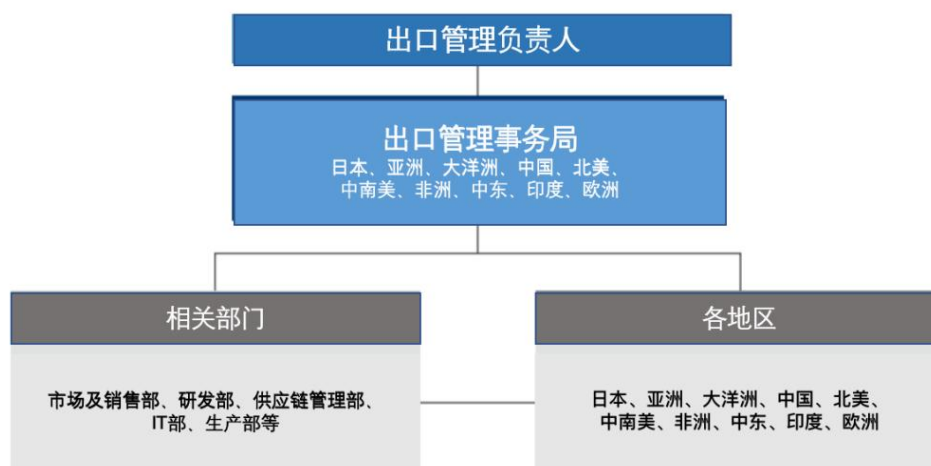 出口管理负责人
出口管理事务局
日本、亚洲、大洋洲、中国、北美、
中南美、非洲、中东、印度、欧洲
相关部门
各地区
市场及销售部、研发部、供应链管理部、
IT部、生产部等
日本、亚洲、大洋洲、中国、北美、
中南美、非洲、中东、印度、欧洲